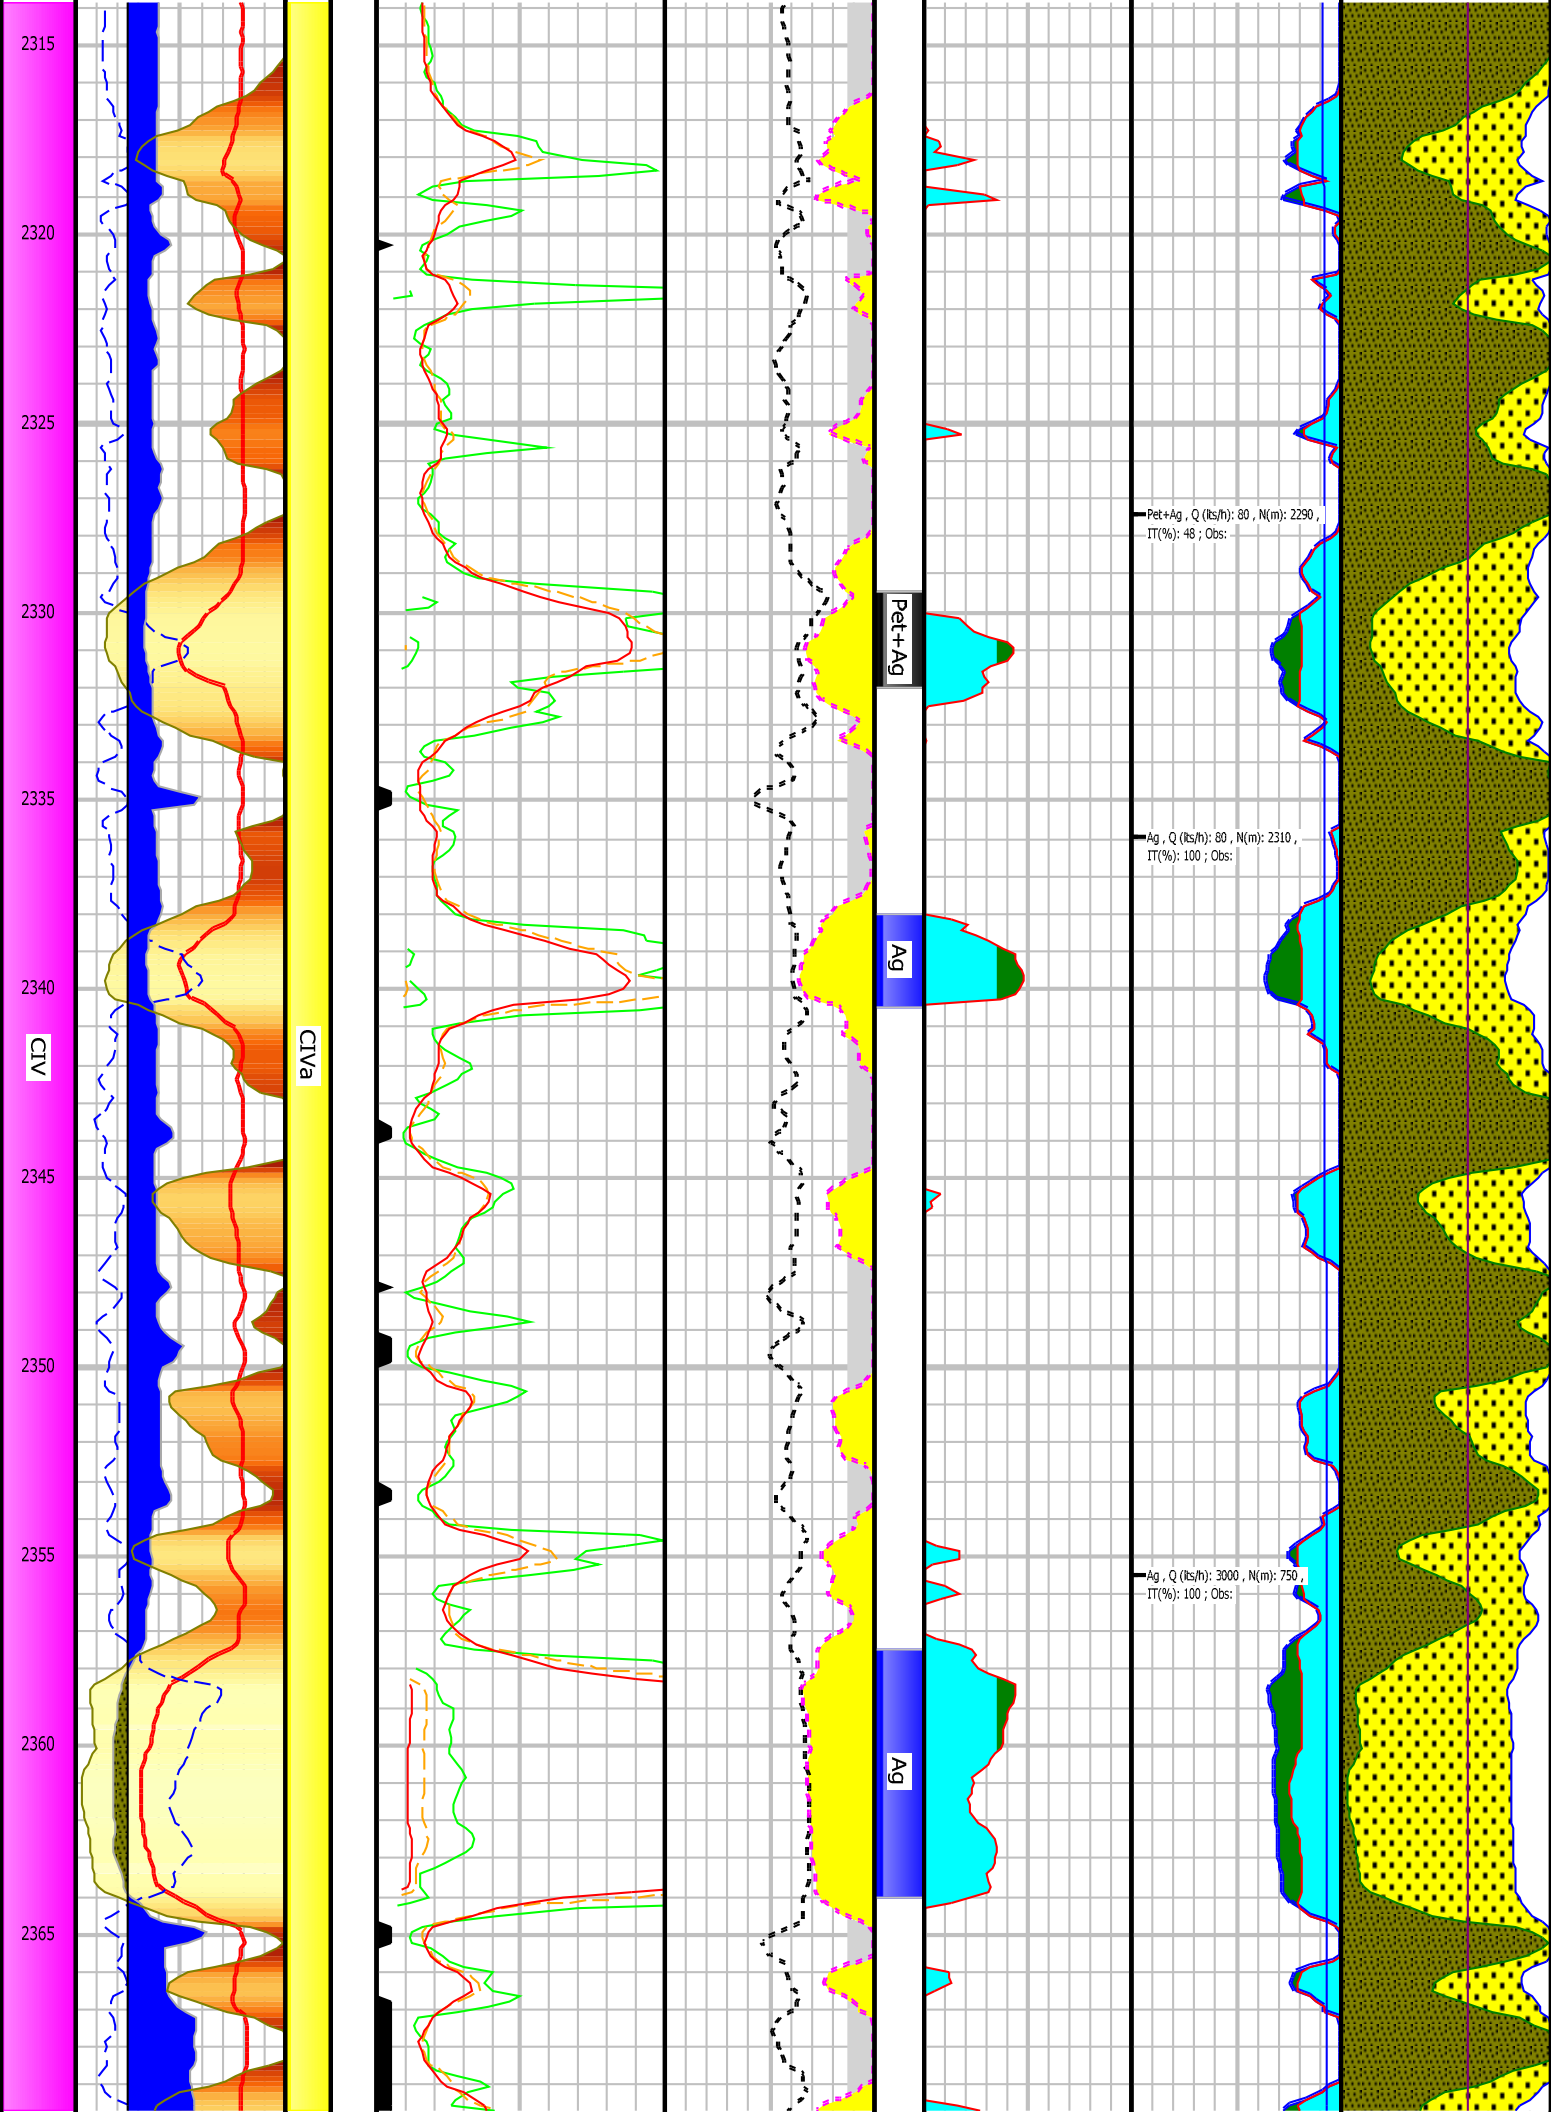 2315
2320
2325
Pet+Ag , Q (lts/h): 80 , N(m): 2290 ,
IT(%): 48 ; Obs:
2330
Pet+Ag
2335
Ag , Q (lts/h): 80 , N(m): 2310 ,
IT(%): 100 ; Obs:
Ag
2340
CIV
CIVa
2345
2350
2355
Ag , Q (lts/h): 3000 , N(m): 750 ,
IT(%): 100 ; Obs:
2360
Ag
2365